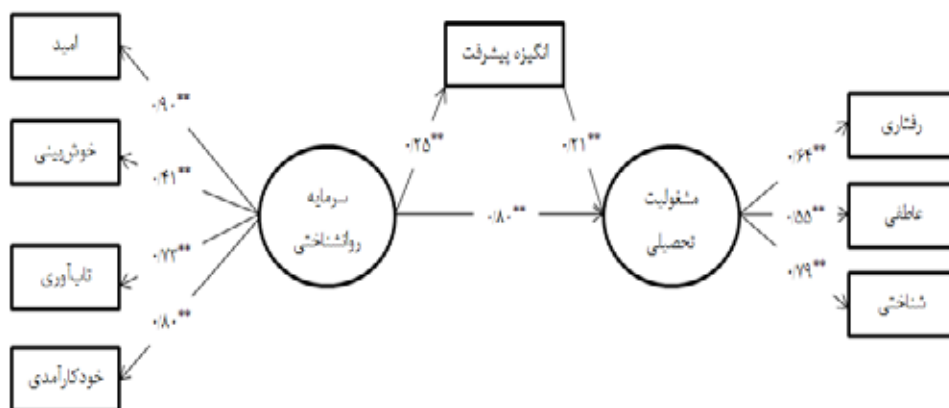 امید
انگیزه پیشرفت
۰/۹۰**
رفتاری
خوش‌بینی
۰/۲۵**
۰/۲۱**
۰/۶۴**
۰/۴۱**
سرمایه
روانشناختی
۰/۸۰**
مشغولیت
تحصیلی
۰/۵۵**
عاطفی
تاب‌آوری
۰/۷۳**
۰/۷۹**
شناختی
۰/۸۰**
خودکارآمدی